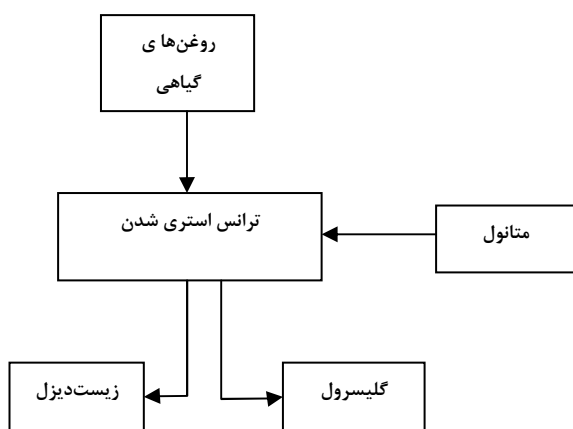 روغن‌ها ی
گیاهی
ترانس استری شدن
متانول
گلیسرول
زیست‌دیزل